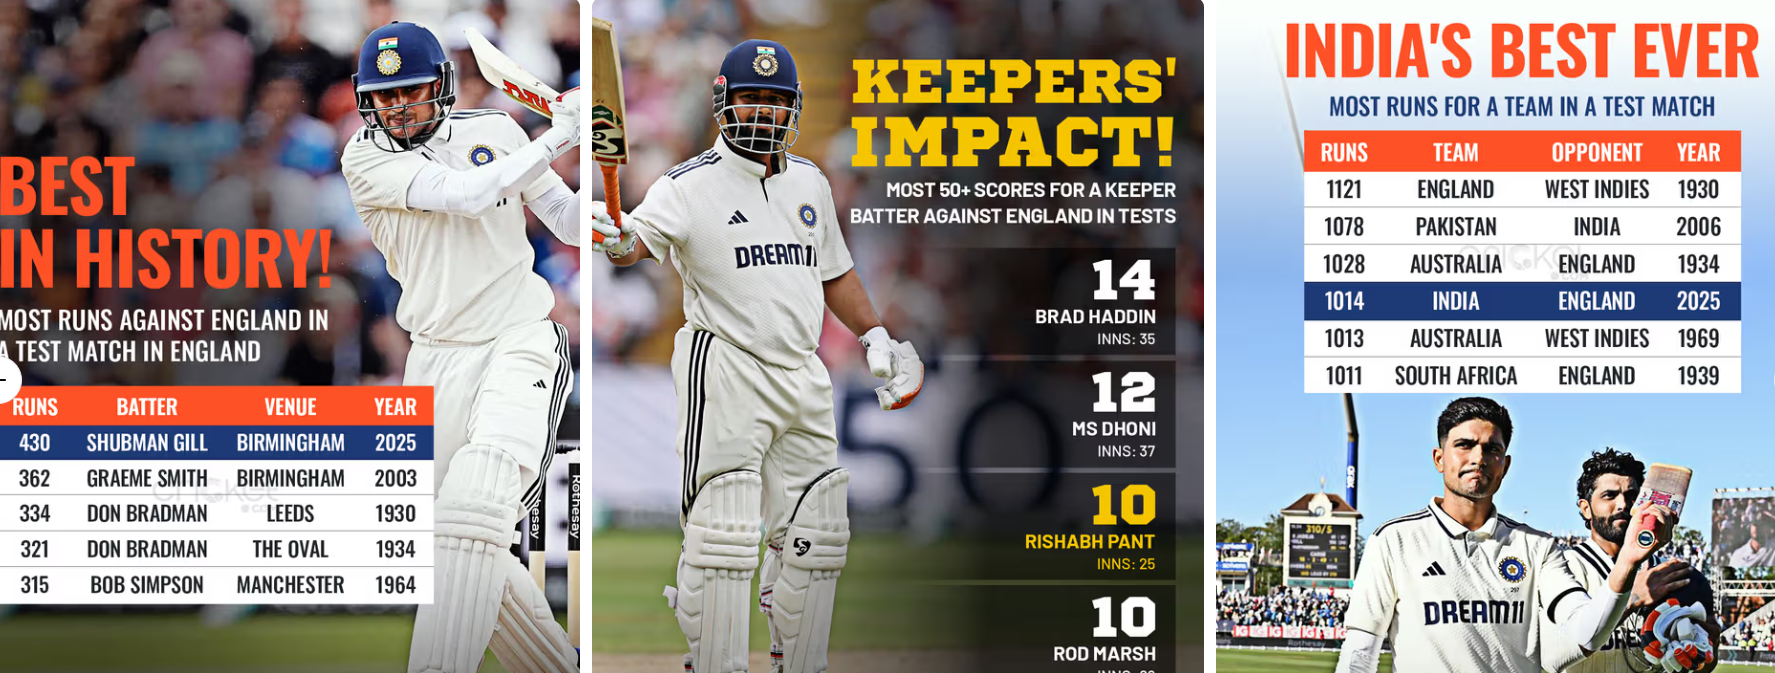 BEST
IN HISTORY!
MOST RUNS AGAINST ENGLAND IN
A TEST MATCH IN ENGLAND
RUNS BATTER VENUE YEAR
430 SHUBMAN GILL BIRMINGHAM 2025
362 GRAEME SMITH BIRMINGHAM 2003
334 DON BRADMAN LEEDS 1930
321 DON BRADMAN THE OVAL 1934
315 BOB SIMPSON MANCHESTER 1964
Rothesay
KEEPERS'
IMPACT!
MOST 50+ SCORES FOR A KEEPER
BATTER AGAINST ENGLAND IN TESTS
14
BRAD HADDIN
INNS: 35
12
MS DHONI
INNS: 37
10
RISHABH PANT
INNS: 25
10
ROD MARSH
DREAM11
50
INDIA'S BEST EVER
MOST RUNS FOR A TEAM IN A TEST MATCH
RUNS TEAM OPPONENT YEAR
1121 ENGLAND WEST INDIES 1930
1078 PAKISTAN INDIA 2006
1028 AUSTRALIA ENGLAND 1934
1014 INDIA ENGLAND 2025
1013 AUSTRALIA WEST INDIES 1969
1011 SOUTH AFRICA ENGLAND 1939
cricket
.com
310/5
DREAM11